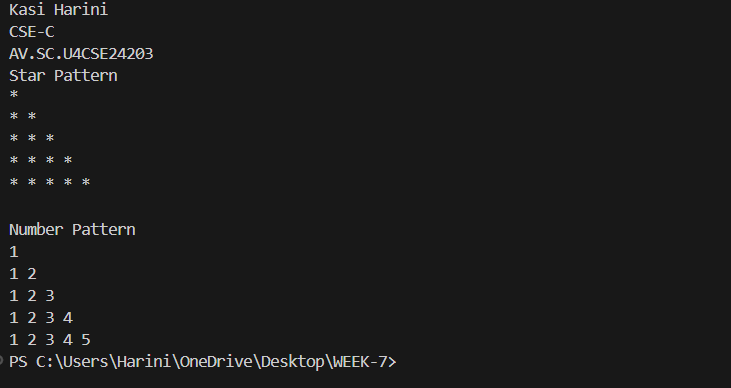 Kasi Harini
CSE-C
AV.SC.U4CSE24203
Star Pattern
*
* *
* * *
* * * *
* * * * *

Number Pattern
1
1 2
1 2 3
1 2 3 4
1 2 3 4 5
PS C:\Users\Harini\OneDrive\Desktop\WEEK-7>